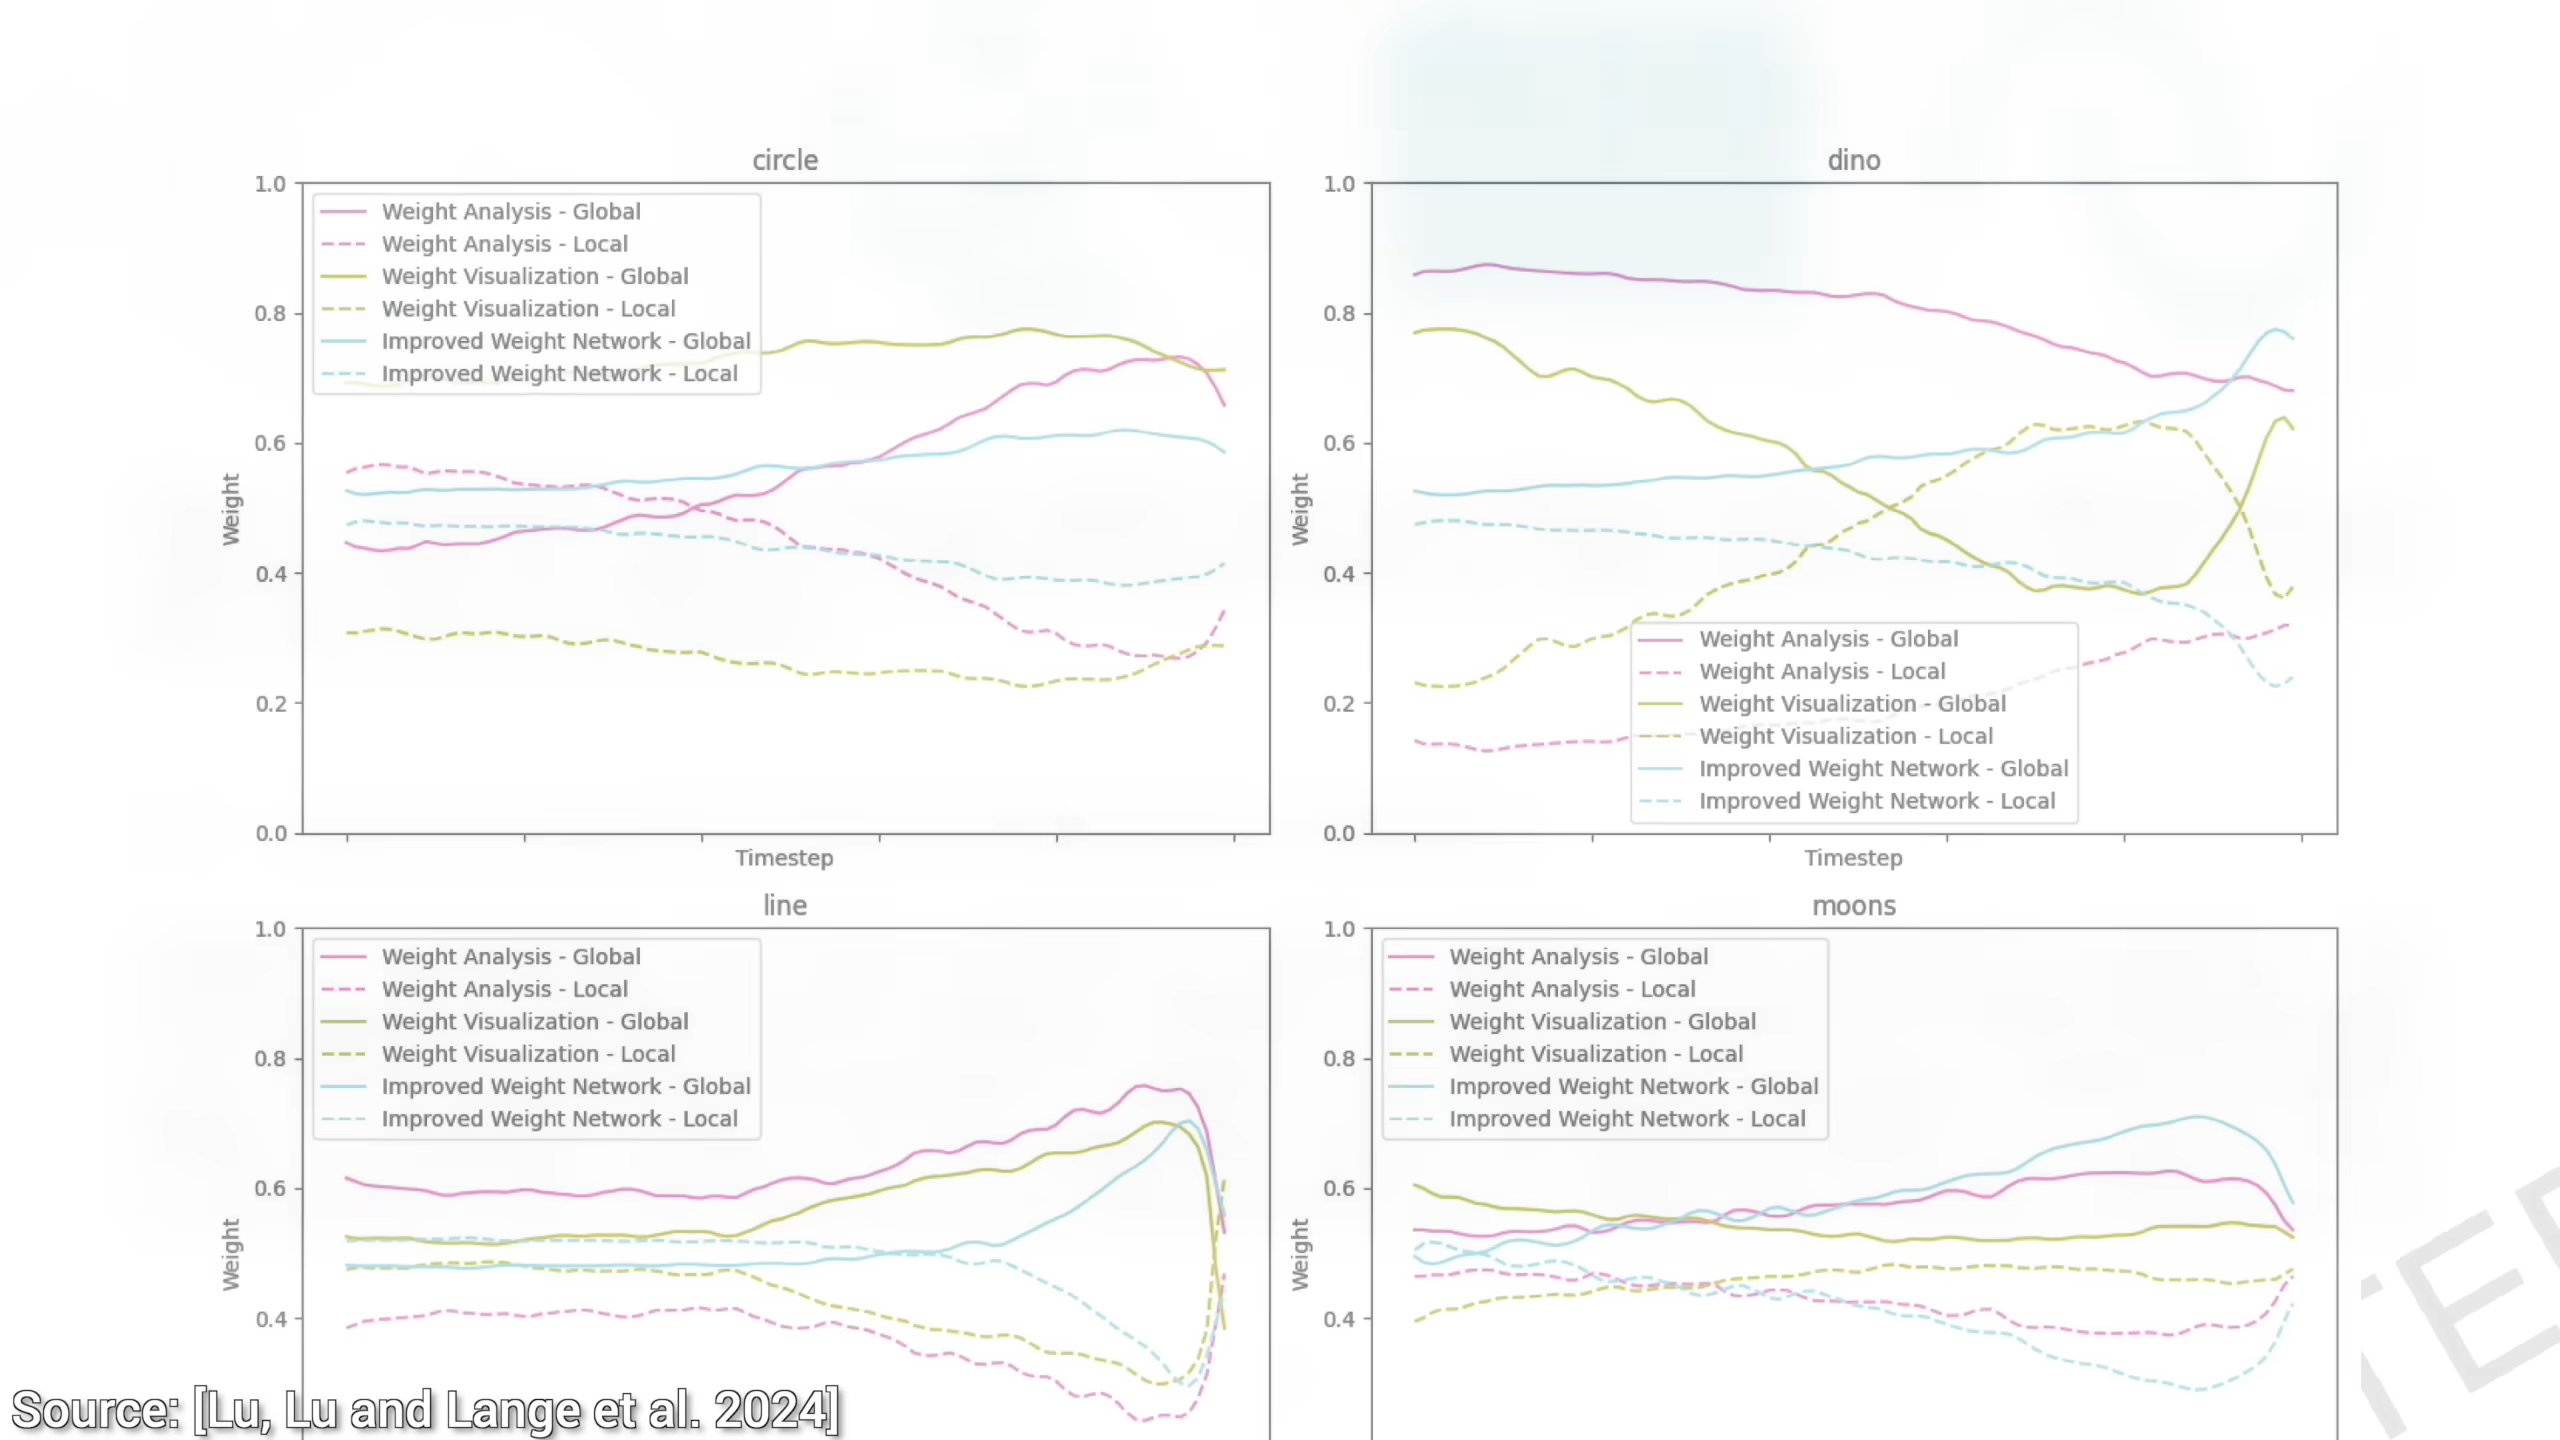 circle
1.0
0.8
0.6
0.4
0.2
0.0
Weight
Weight Analysis - Global
Weight Analysis - Local
Weight Visualization - Global
Weight Visualization - Local
Improved Weight Network - Global
Improved Weight Network - Local
Timestep
dino
1.0
0.8
0.6
0.4
0.2
0.0
Weight
Weight Analysis - Global
Weight Analysis - Local
Weight Visualization - Global
Weight Visualization - Local
Improved Weight Network - Global
Improved Weight Network - Local
Timestep
line
1.0
0.8
0.6
0.4
Weight
Weight Analysis - Global
Weight Analysis - Local
Weight Visualization - Global
Weight Visualization - Local
Improved Weight Network - Global
Improved Weight Network - Local
moons
1.0
0.8
0.6
0.4
Weight
Weight Analysis - Global
Weight Analysis - Local
Weight Visualization - Global
Weight Visualization - Local
Improved Weight Network - Global
Improved Weight Network - Local
Source: [Lu, Lu and Lange et al. 2024]